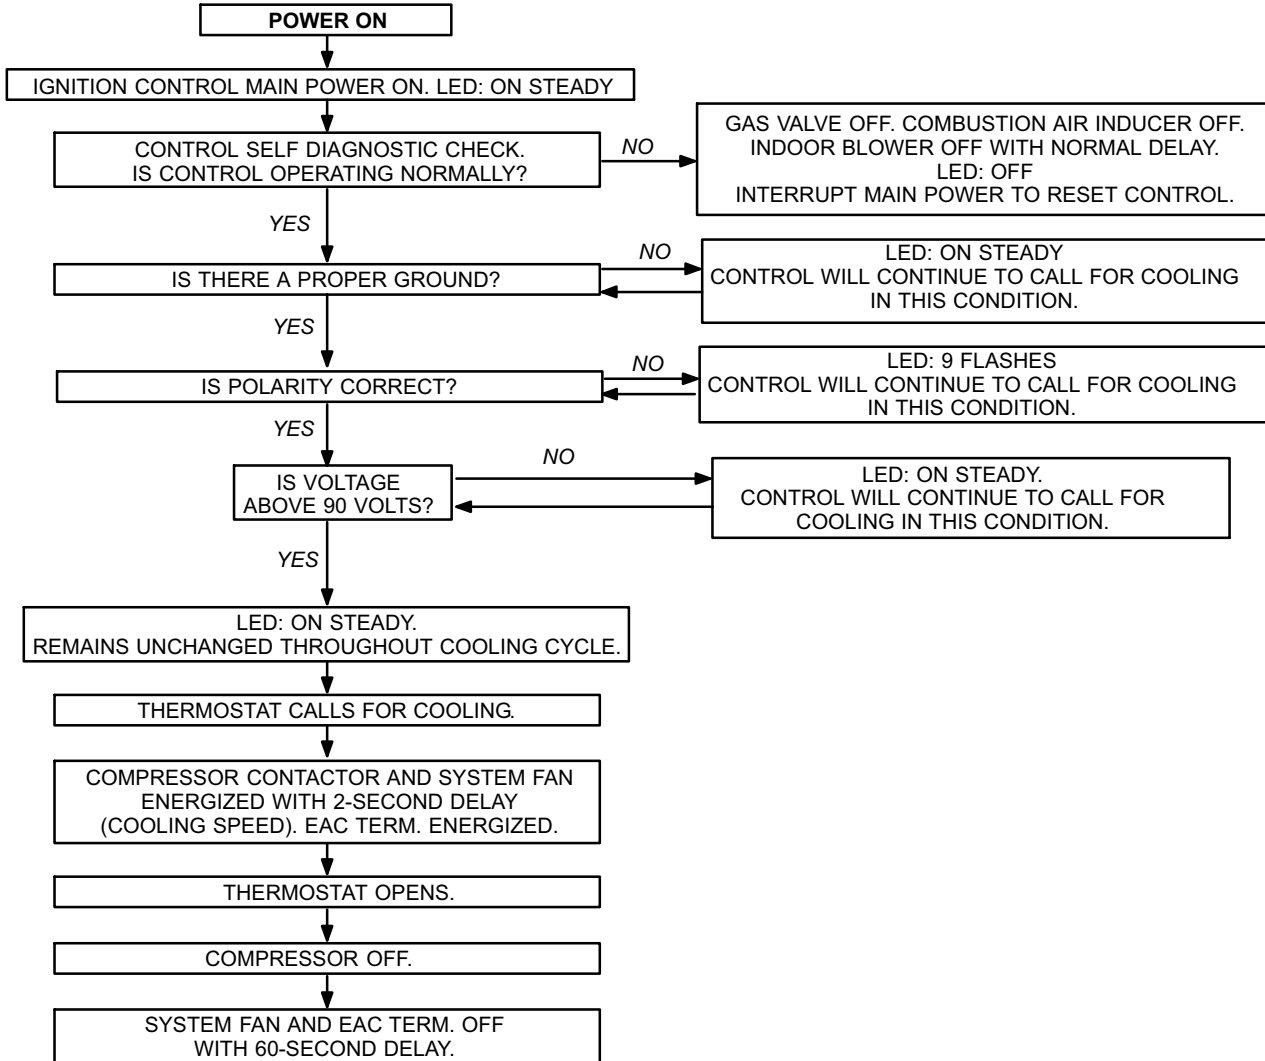 POWER ON
IGNITION CONTROL MAIN POWER ON. LED: ON STEADY
CONTROL SELF DIAGNOSTIC CHECK.
IS CONTROL OPERATING NORMALLY?
NO
GAS VALVE OFF. COMBUSTION AIR INDUCER OFF.
INDOOR BLOWER OFF WITH NORMAL DELAY.
LED: OFF
INTERRUPT MAIN POWER TO RESET CONTROL.
YES
IS THERE A PROPER GROUND?
NO
LED: ON STEADY
CONTROL WILL CONTINUE TO CALL FOR COOLING
IN THIS CONDITION.
YES
IS POLARITY CORRECT?
NO
LED: 9 FLASHES
CONTROL WILL CONTINUE TO CALL FOR COOLING
IN THIS CONDITION.
YES
IS VOLTAGE
ABOVE 90 VOLTS?
NO
LED: ON STEADY.
CONTROL WILL CONTINUE TO CALL FOR
COOLING IN THIS CONDITION.
YES
LED: ON STEADY.
REMAINS UNCHANGED THROUGHOUT COOLING CYCLE.
THERMOSTAT CALLS FOR COOLING.
COMPRESSOR CONTACTOR AND SYSTEM FAN
ENERGIZED WITH 2-SECOND DELAY
(COOLING SPEED). EAC TERM. ENERGIZED.
THERMOSTAT OPENS.
COMPRESSOR OFF.
SYSTEM FAN AND EAC TERM. OFF
WITH 60-SECOND DELAY.